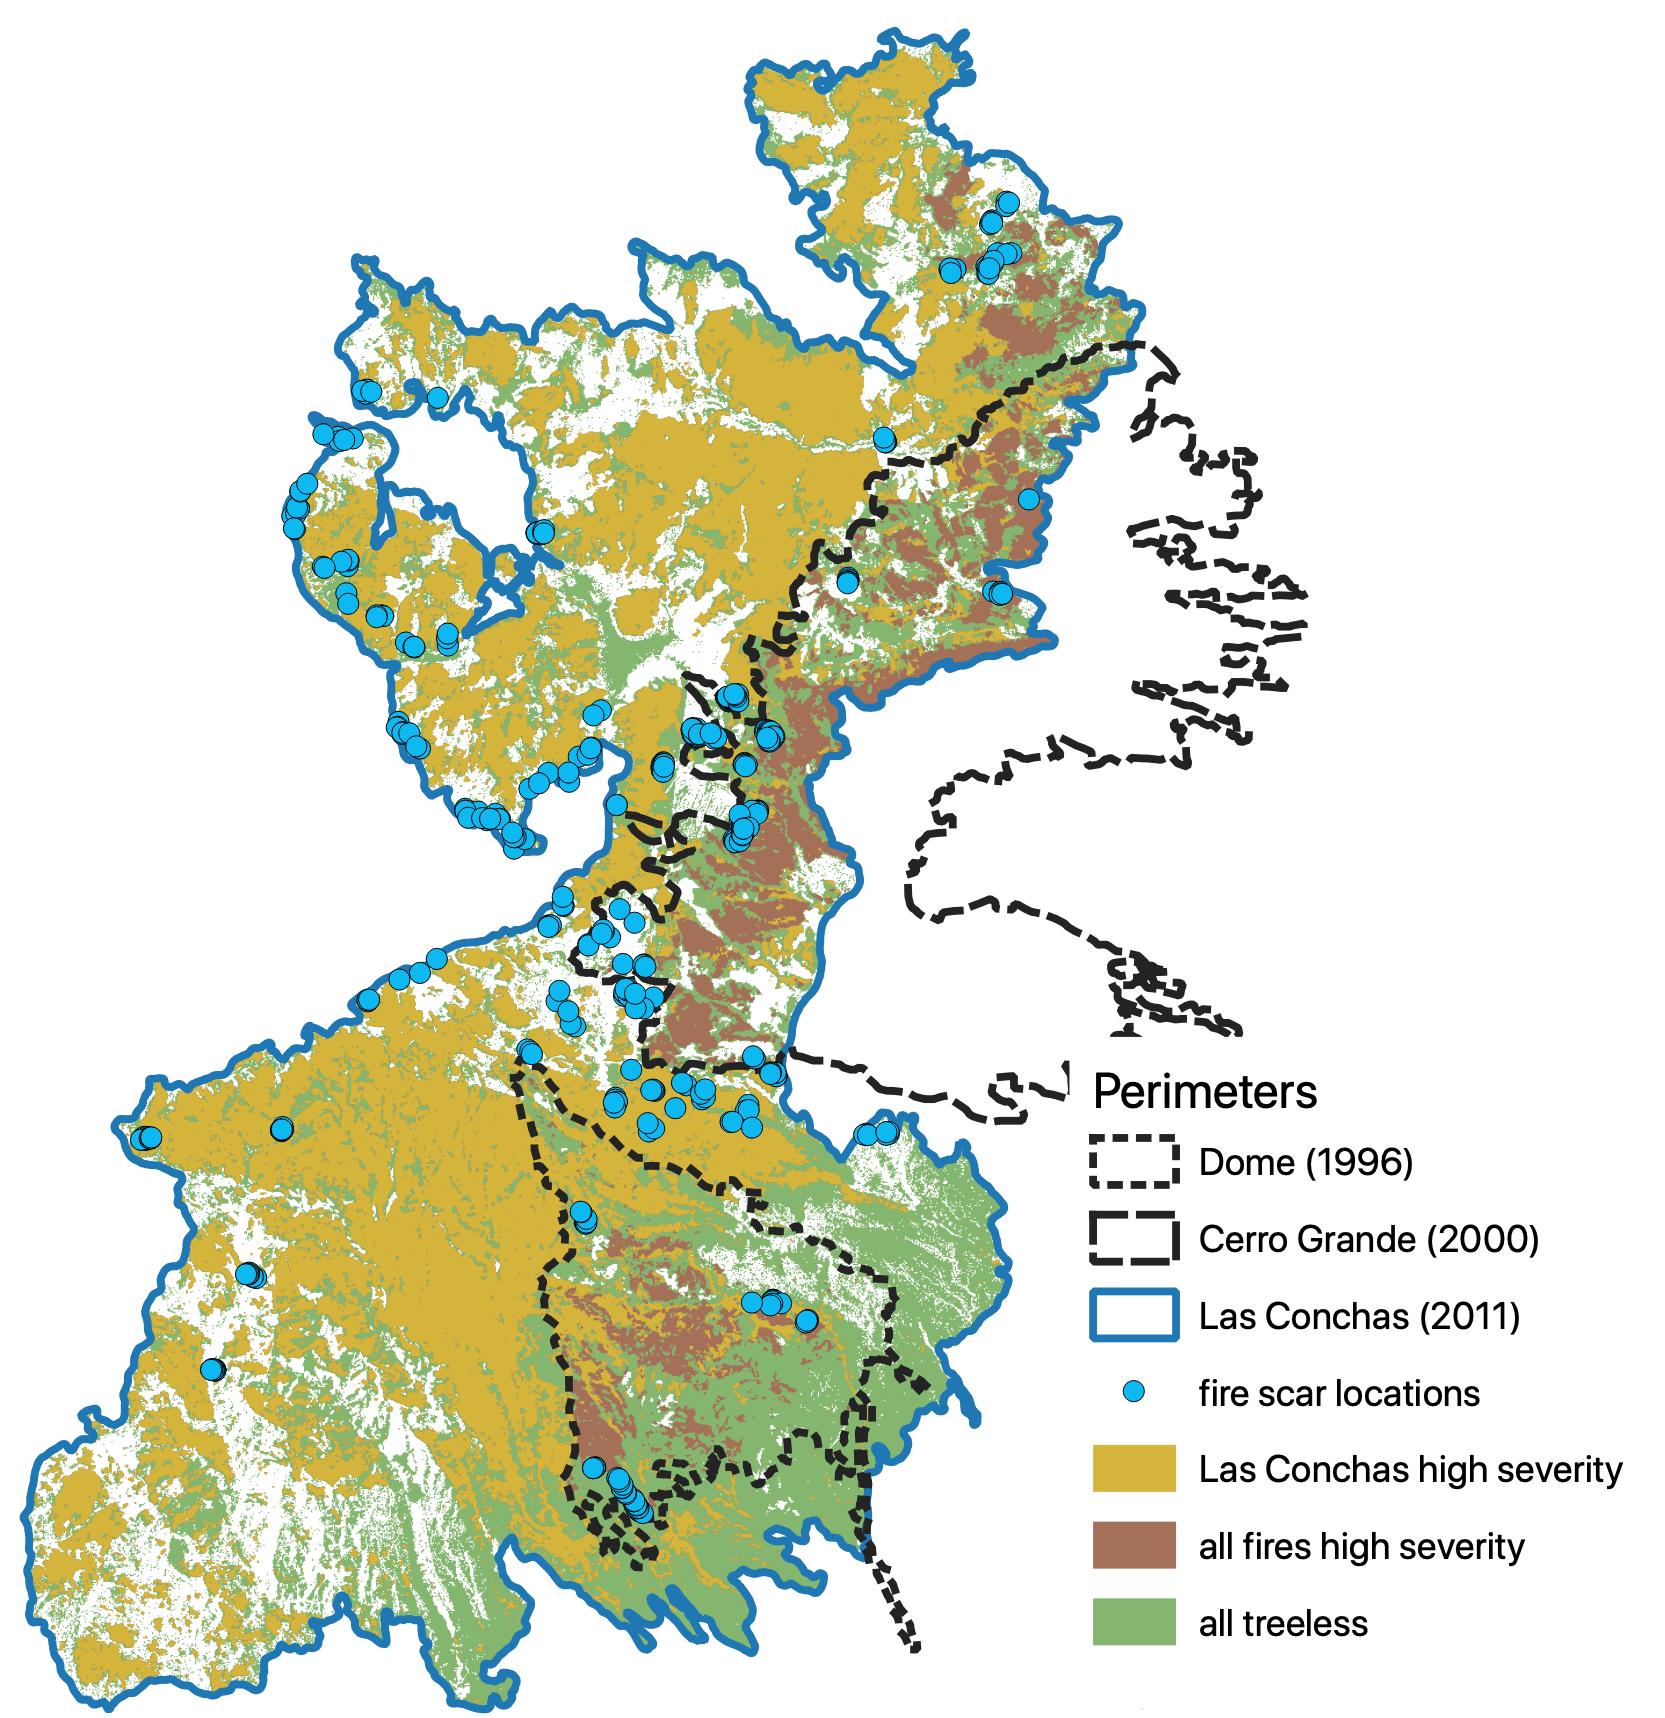 Perimeters
Dome (1996)
Cerro Grande (2000)
Las Conchas (2011)
fire scar locations
Las Conchas high severity
all fires high severity
all treeless